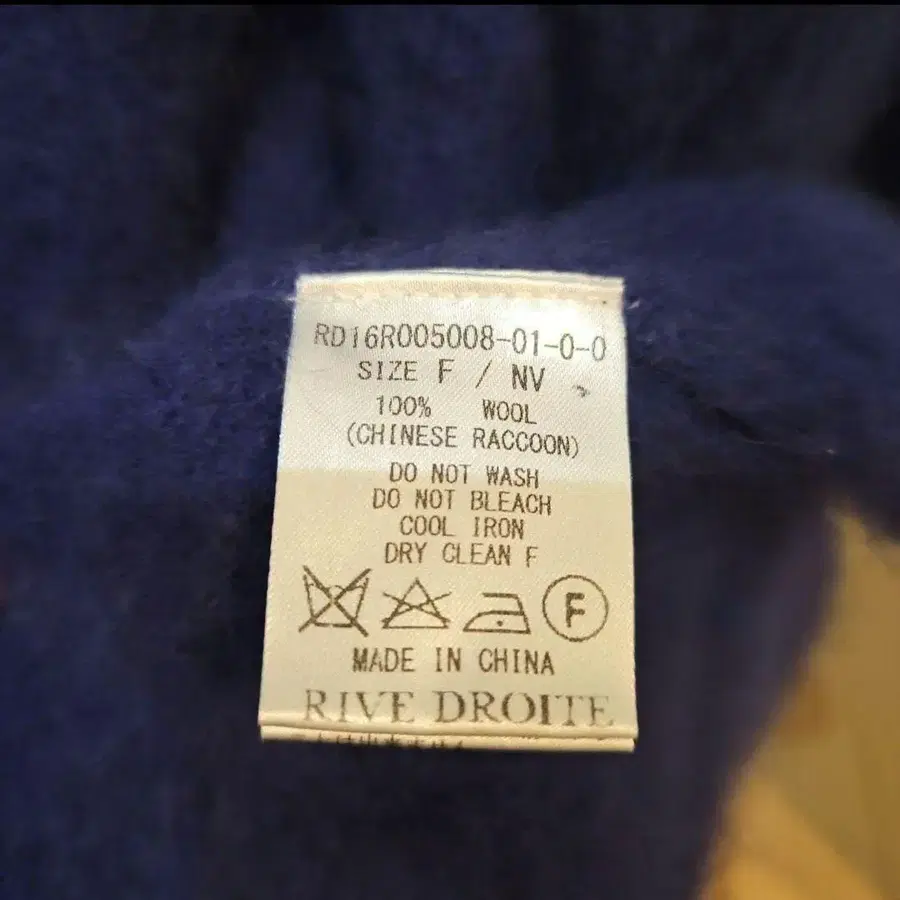 RD16R005008-01-0-0
SIZE F / NV
100% WOOL
(CHINESE RACCOON)
DO NOT WASH
DO NOT BLEACH
COOL IRON
DRY CLEAN F
F
MADE IN CHINA
RIVE DROITE